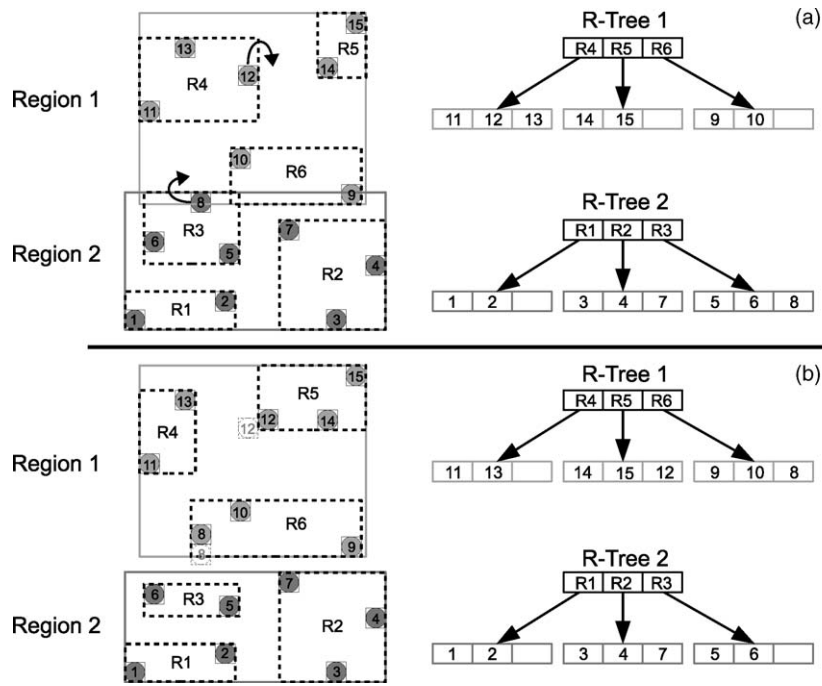 (a)
Region 1
13
12
R4
11
15
R5
14
10
R6
9
8
Region 2
6
R3
5
7
4
R2
2
R1
1
3
R-Tree 1
R4 R5 R6
11 12 13 14 15 9 10
R-Tree 2
R1 R2 R3
1 2 3 4 7 5 6 8
(b)
Region 1
13
R4
11
15
R5
12
12
14
10
R6
8
8
9
Region 2
6
R3
5
7
4
R2
2
R1
1
3
R-Tree 1
R4 R5 R6
11 13 14 15 12 9 10 8
R-Tree 2
R1 R2 R3
1 2 3 4 7 5 6